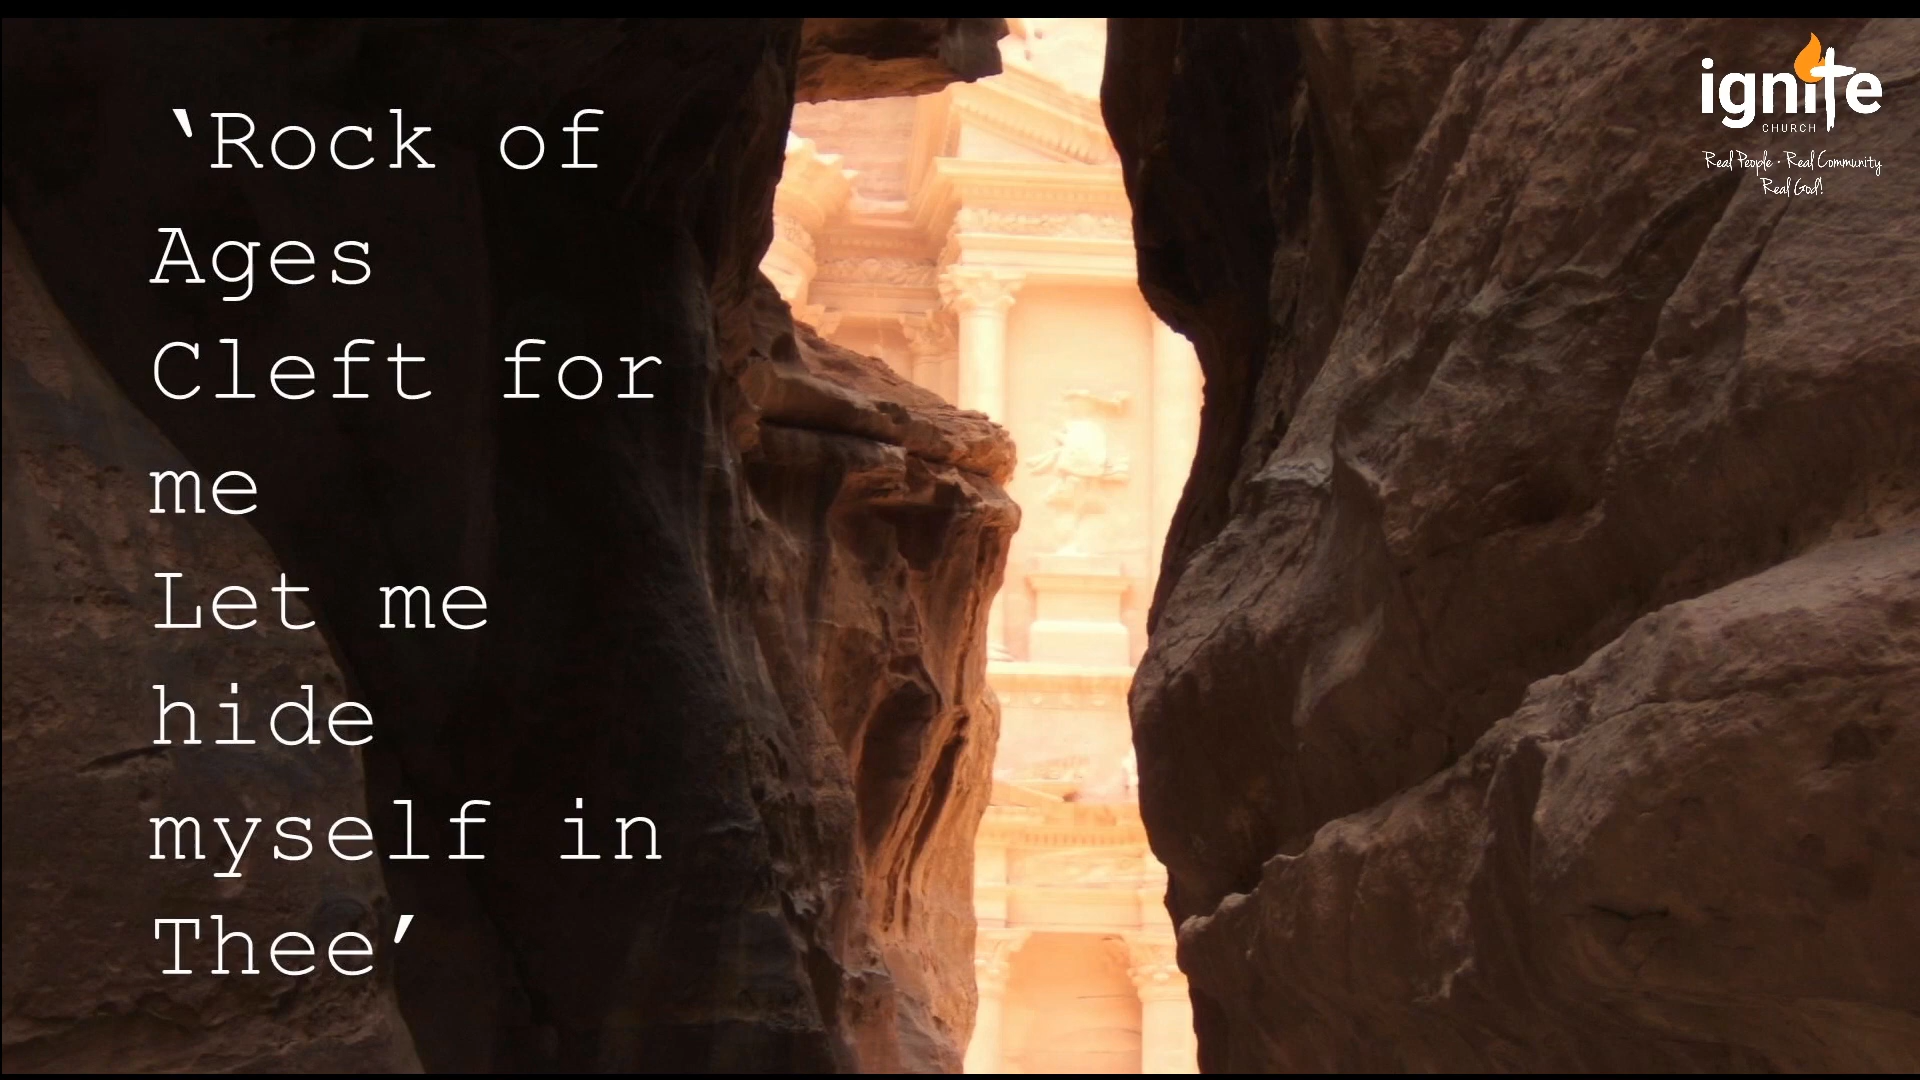 ‘Rock of
Ages
Cleft for
me
Let me
hide
myself in
Thee’
ignite
CHURCH
Real People · Real Community
Real God!